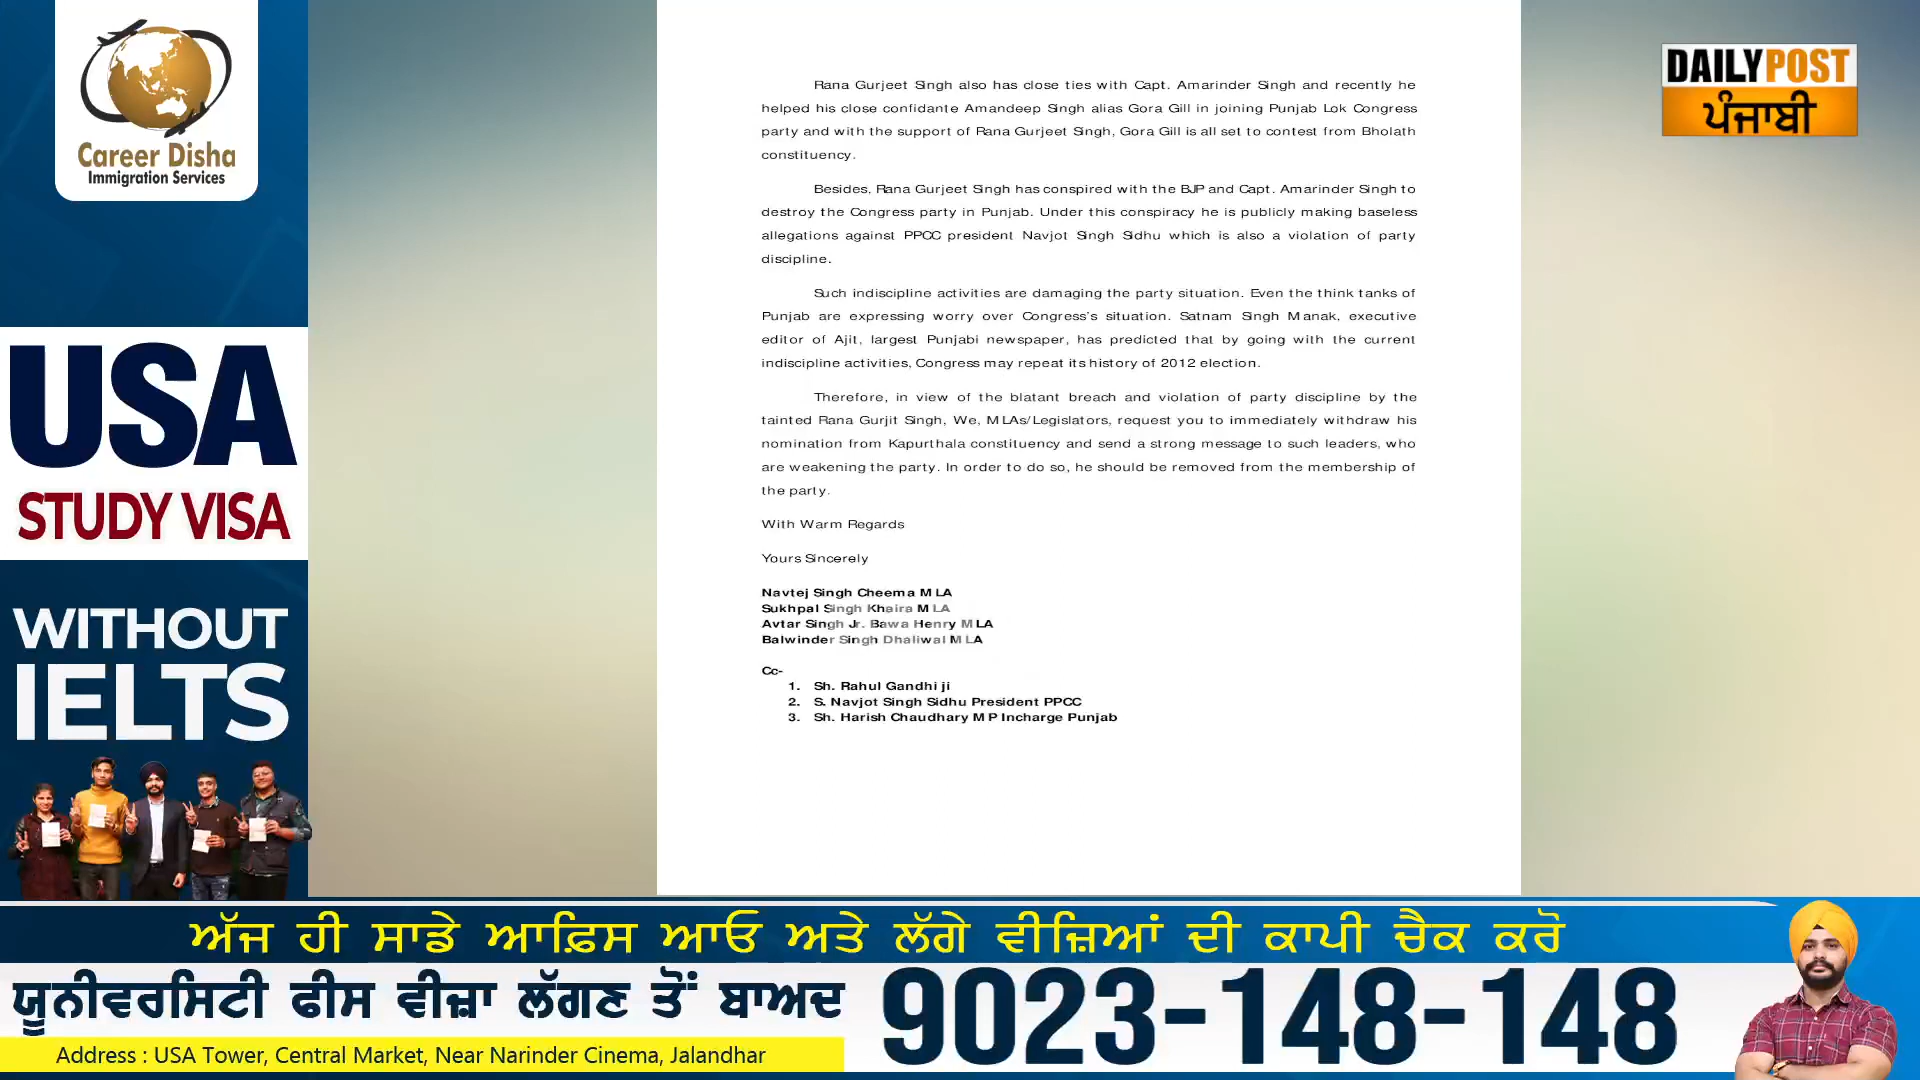 Career Disha
Immigration Services
USA
STUDY VISA
WITHOUT
IELTS
DAILYPOST
ਪੰਜਾਬੀ
Rana Gurjeet Singh also has close ties with Capt. Amarinder Singh and recently he
helped his close confidante Amandeep Singh alias Gora Gill in joining Punjab Lok Congress
party and with the support of Rana Gurjeet Singh, Gora Gill is all set to contest from Bholath
constituency.
Besides, Rana Gurjeet Singh has conspired with the BJP and Capt. Amarinder Singh to
destroy the Congress party in Punjab. Under this conspiracy he is publicly making baseless
allegations against PPCC president Navjot Singh Sidhu which is also a violation of party
discipline.
Such indiscipline activities are damaging the party situation. Even the think tanks of
Punjab are expressing worry over Congress's situation. Satnam Singh Manak, executive
editor of Ajit, largest Punjabi newspaper, has predicted that by going with the current
indiscipline activities, Congress may repeat its history of 2012 election.
Therefore, in view of the blatant breach and violation of party discipline by the
tainted Rana Gurjit Singh, We, MLAs/Legislators, request you to immediately withdraw his
nomination from Kapurthala constituency and send a strong message to such leaders, who
are weakening the party. In order to do so, he should be removed from the membership of
the party.
With Warm Regards
Yours Sincerely
Navtej Singh Cheema MLA
Sukhpal Singh Khaira MLA
Avtar Singh Jr. Bawa Henry MLA
Balwinder Singh Dhaliwal MLA
Cc-
1. Sh. Rahul Gandhi ji
2. S. Navjot Singh Sidhu President PPCC
3. Sh. Harish Chaudhary MP Incharge Punjab
ਅੱਜ ਹੀ ਸਾਡੇ ਆਫ਼ਿਸ ਆਓ ਅਤੇ ਲੱਗੇ ਵੀਜ਼ਿਆਂ ਦੀ ਕਾਪੀ ਚੈਕ ਕਰੋ
ਯੂਨੀਵਰਸਿਟੀ ਫੀਸ ਵੀਜ਼ਾ ਲੱਗਣ ਤੋਂ ਬਾਅਦ
9023-148-148
Address : USA Tower, Central Market, Near Narinder Cinema, Jalandhar